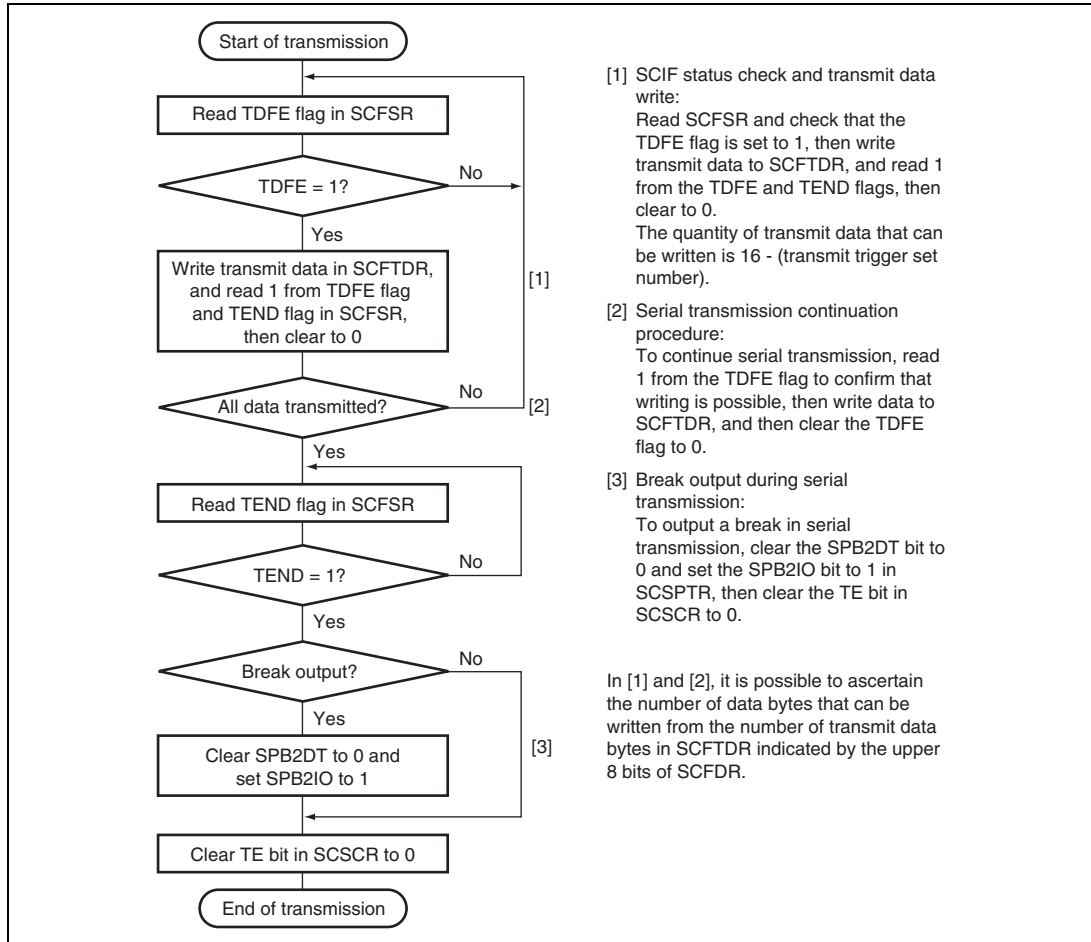 Start of transmission
Read TDFE flag in SCFSR
TDFE = 1?
No
Yes
Write transmit data in SCFTDR,
and read 1 from TDFE flag
and TEND flag in SCFSR,
then clear to 0
[1]
All data transmitted?
No
[2]
Yes
Read TEND flag in SCFSR
TEND = 1?
No
Yes
Break output?
No
Yes
Clear SPB2DT to 0 and
set SPB2IO to 1
[3]
Clear TE bit in SCSCR to 0
End of transmission
[1] SCIF status check and transmit data
write:
Read SCFSR and check that the
TDFE flag is set to 1, then write
transmit data to SCFTDR, and read 1
from the TDFE and TEND flags, then
clear to 0.
The quantity of transmit data that can
be written is 16 - (transmit trigger set
number).
[2] Serial transmission continuation
procedure:
To continue serial transmission, read
1 from the TDFE flag to confirm that
writing is possible, then write data to
SCFTDR, and then clear the TDFE
flag to 0.
[3] Break output during serial
transmission:
To output a break in serial
transmission, clear the SPB2DT bit to
0 and set the SPB2IO bit to 1 in
SCSPTR, then clear the TE bit in
SCSCR to 0.
In [1] and [2], it is possible to ascertain
the number of data bytes that can be
written from the number of transmit data
bytes in SCFTDR indicated by the upper
8 bits of SCFDR.